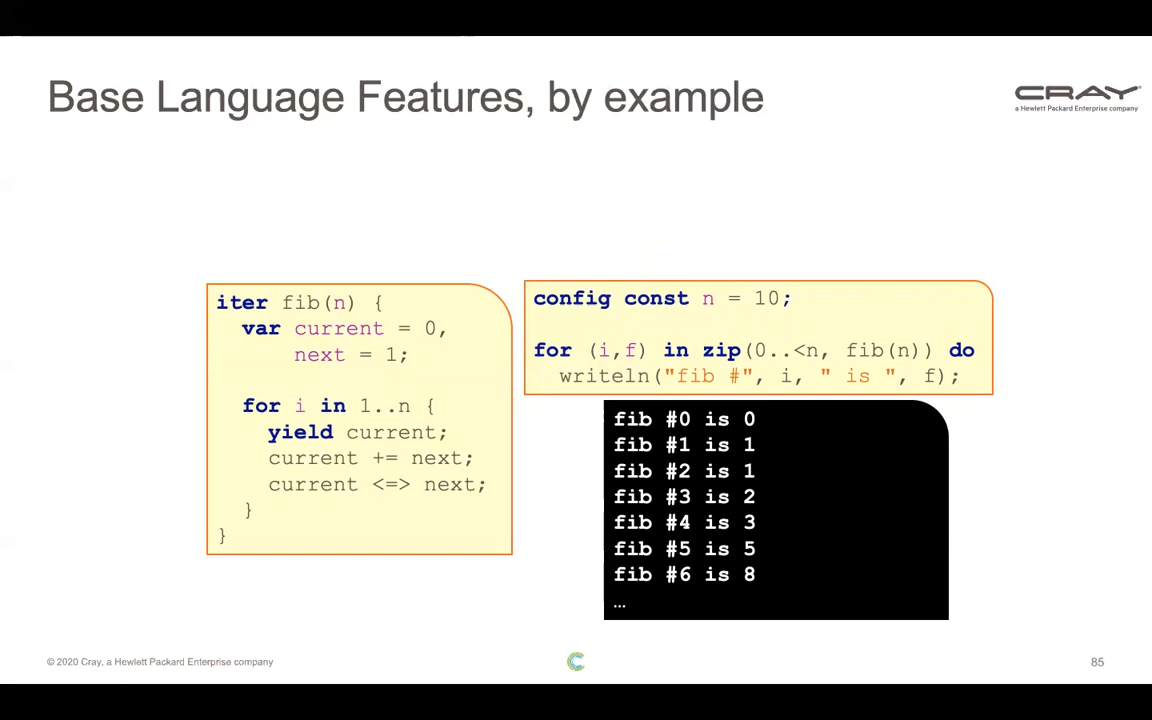 Base Language Features, by example
CRAY
a Hewlett Packard Enterprise company
iter fib(n) {
  var current = 0,
      next = 1;

  for i in 1..n {
    yield current;
    current += next;
    current <=> next;
  }
}
config const n = 10;

for (i,f) in zip(0..<n, fib(n)) do
  writeln("fib #", i, " is ", f);
fib #0 is 0
fib #1 is 1
fib #2 is 1
fib #3 is 2
fib #4 is 3
fib #5 is 5
fib #6 is 8
…
© 2020 Cray, a Hewlett Packard Enterprise company
85